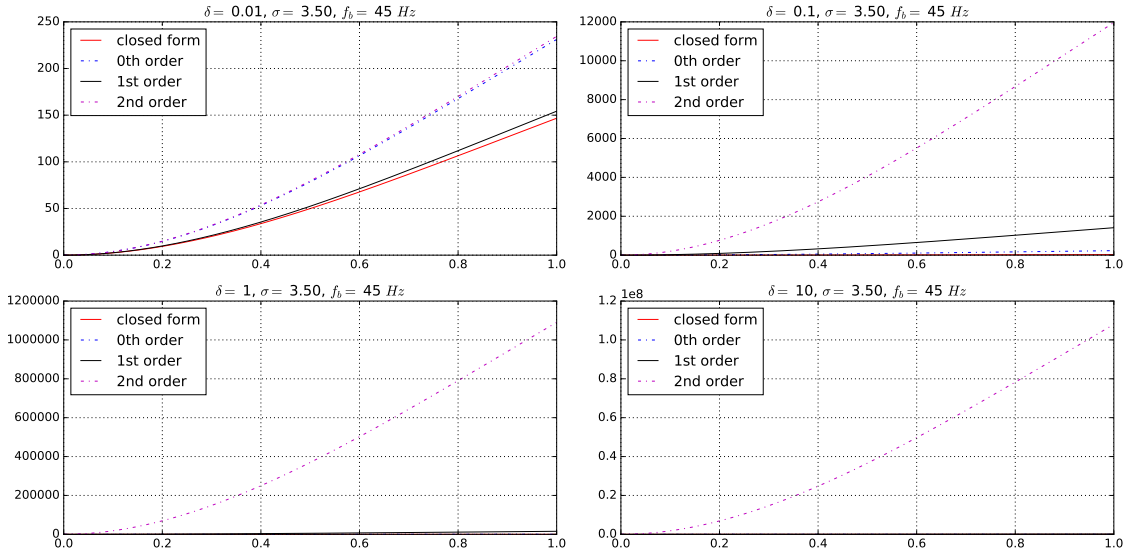 δ = 0.01, σ = 3.50, f_b = 45 Hz
250
200
150
100
50
0
0.0 0.2 0.4 0.6 0.8 1.0
closed form
0th order
1st order
2nd order
δ = 0.1, σ = 3.50, f_b = 45 Hz
12000
10000
8000
6000
4000
2000
0
0.0 0.2 0.4 0.6 0.8 1.0
closed form
0th order
1st order
2nd order
δ = 1, σ = 3.50, f_b = 45 Hz
1200000
1000000
800000
600000
400000
200000
0
0.0 0.2 0.4 0.6 0.8 1.0
closed form
0th order
1st order
2nd order
δ = 10, σ = 3.50, f_b = 45 Hz
1e8
1.2
1.0
0.8
0.6
0.4
0.2
0.0
0.0 0.2 0.4 0.6 0.8 1.0
closed form
0th order
1st order
2nd order